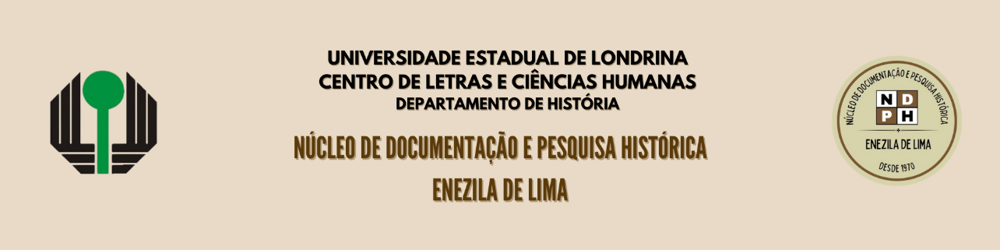 UNIVERSIDADE ESTADUAL DE LONDRINA
CENTRO DE LETRAS E CIÊNCIAS HUMANAS
DEPARTAMENTO DE HISTÓRIA
NÚCLEO DE DOCUMENTAÇÃO E PESQUISA HISTÓRICA
ENEZILA DE LIMA
NÚCLEO DE DOCUMENTAÇÃO E PESQUISA HISTÓRICA
N D
P H
ENEZILA DE LIMA
DESDE 1970